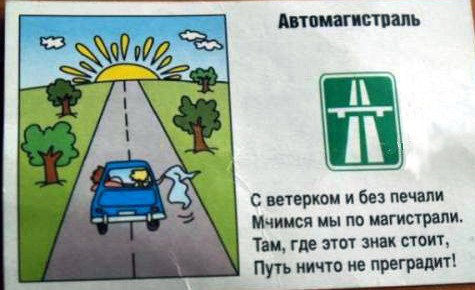 Автомагистраль
С ветерком и без печали
Мчимся мы по магистрали.
Там, где этот знак стоит,
Путь ничто не преградит!